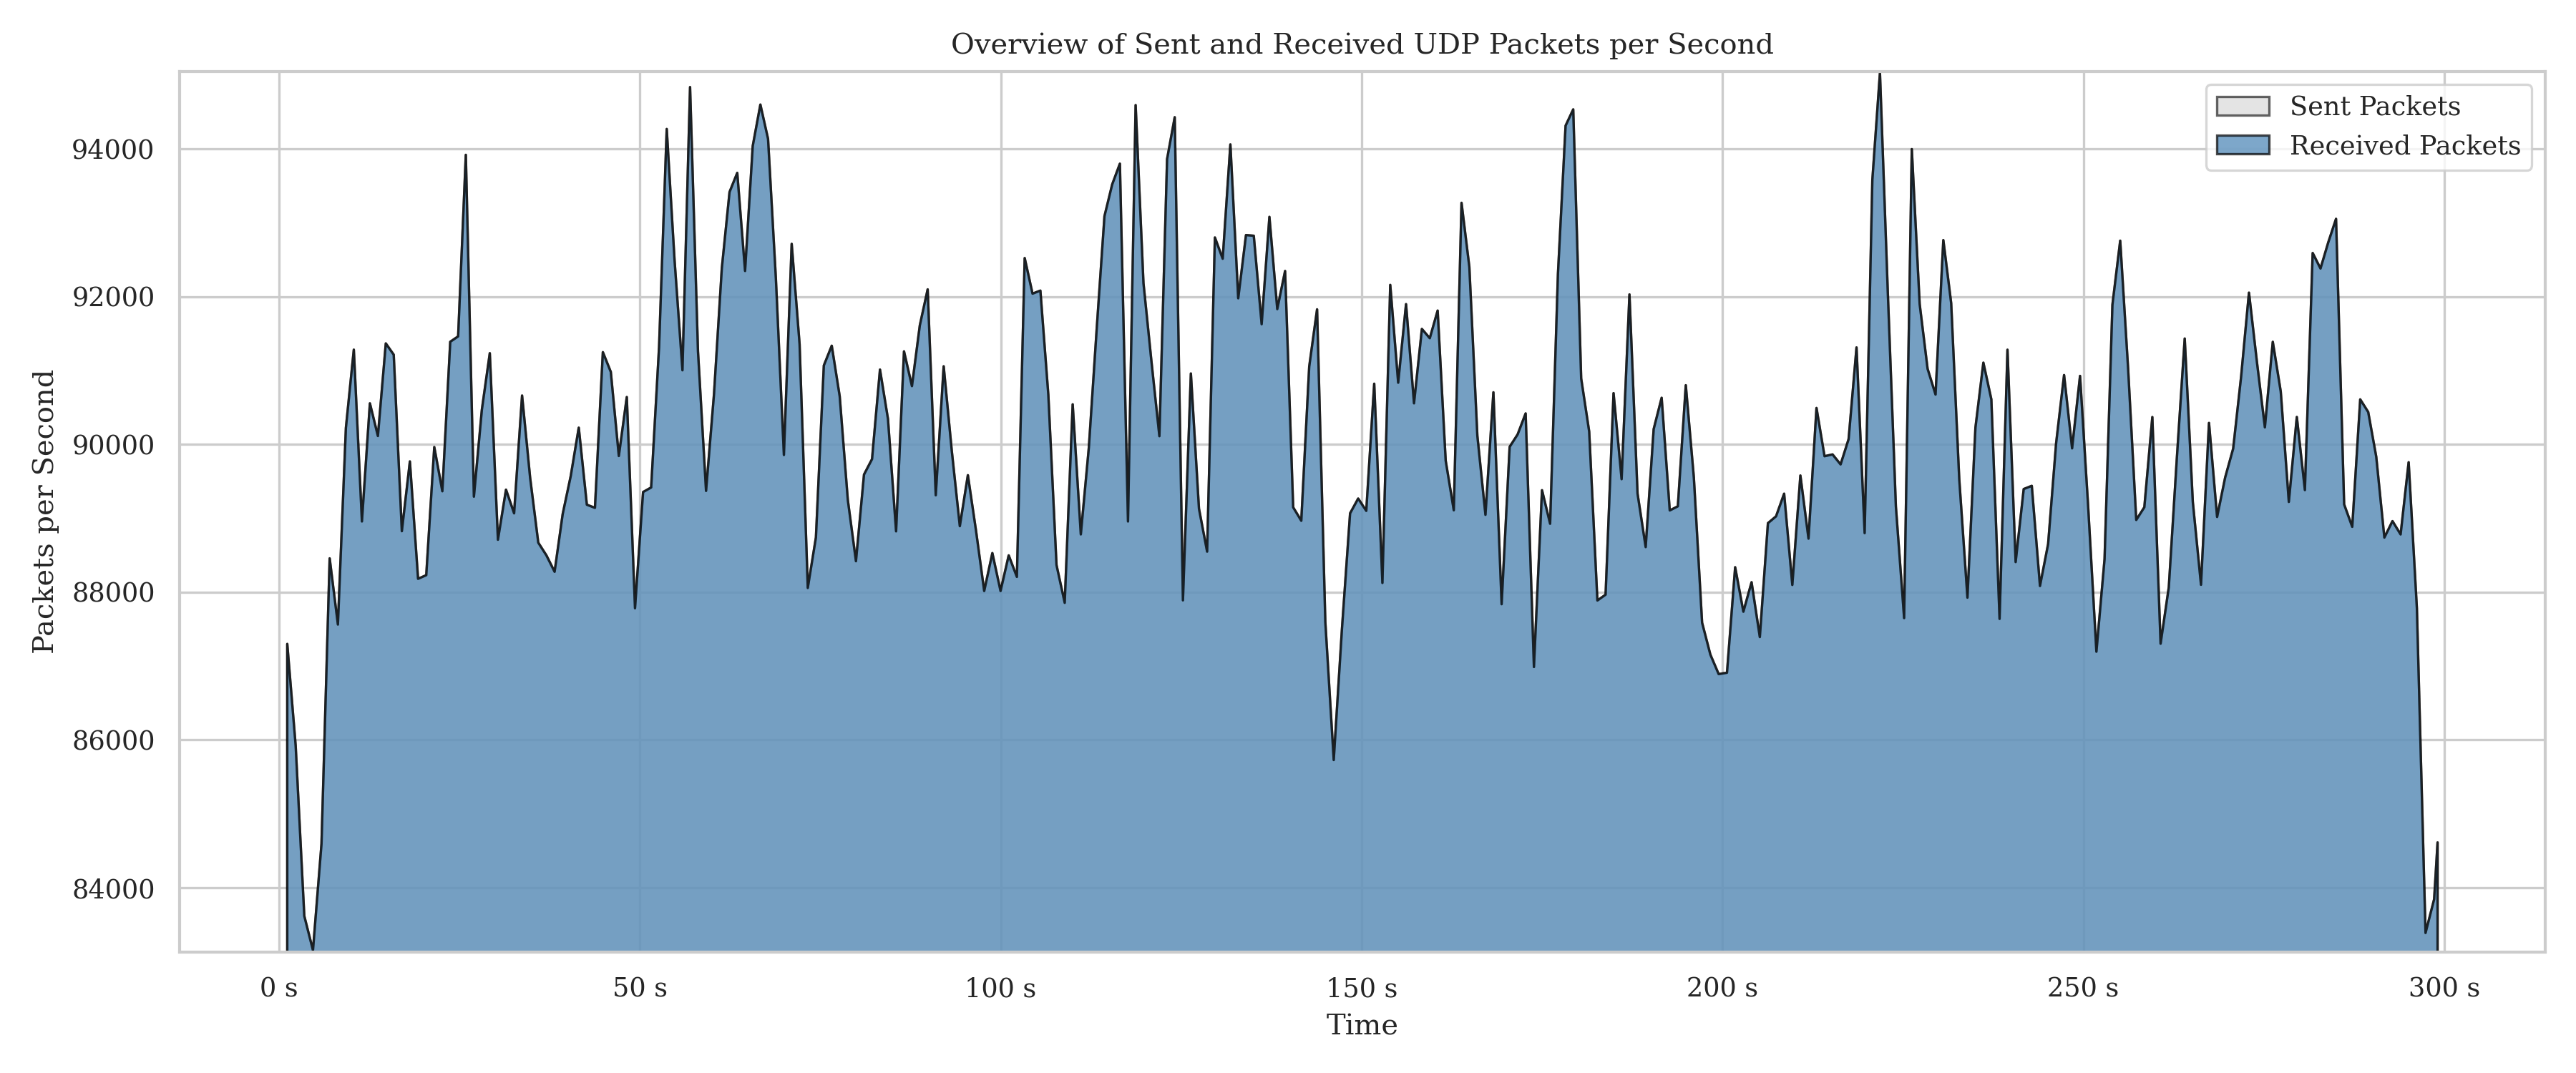 Overview of Sent and Received UDP Packets per Second
Sent Packets
Received Packets
Packets per Second
94000
92000
90000
88000
86000
84000
0 s
50 s
100 s
150 s
200 s
250 s
300 s
Time